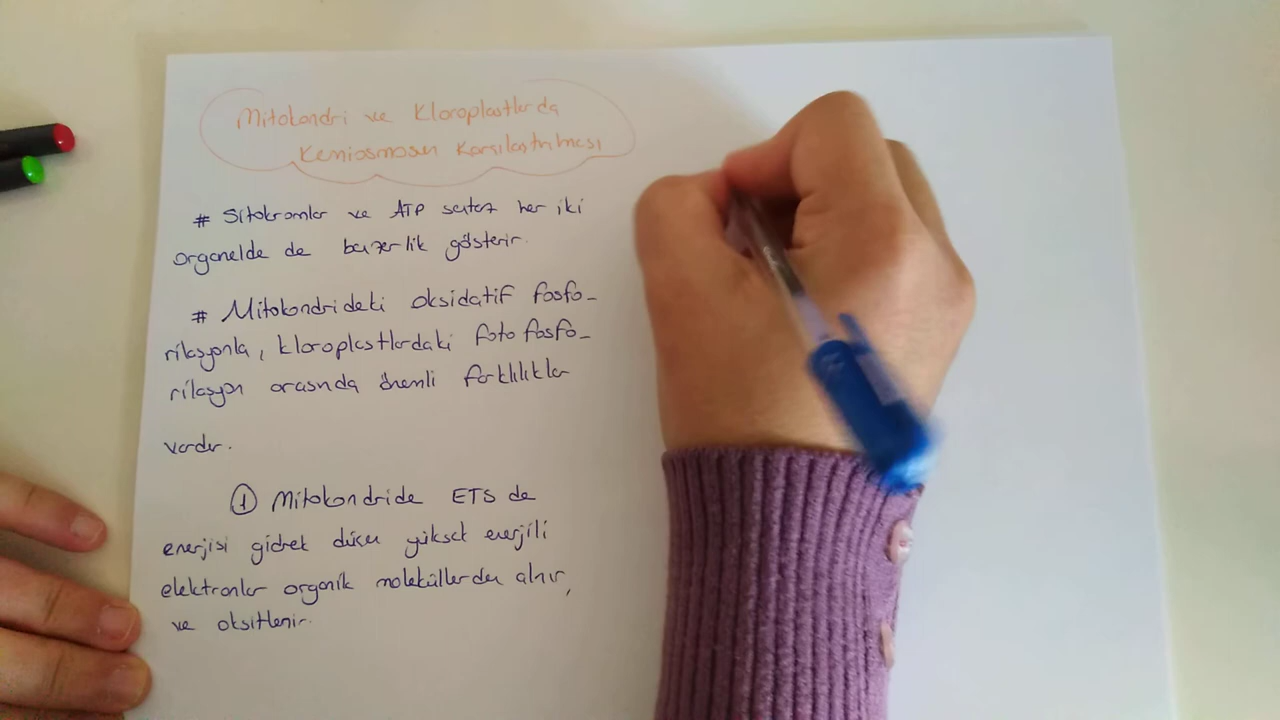 Mitokondri ve Kloroplastlarda
Kemiosmosun Karşılaştırılması
# Sitokromlar ve ATP sentaz her iki
organelde de benzerlik gösterir.
# Mitokondrideki oksidatif fosfo-
rilasyonla, kloroplastlardaki fotofosfo-
rilasyon arasında önemli farklılıklar
vardır.
① Mitokondride ETS de
enerjisi giderek düşen yüksek enerjili
elektronlar organik moleküllerden alınır,
ve oksitlenir.